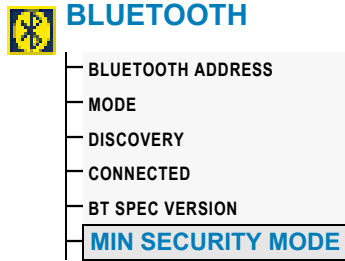 BLUETOOTH
BLUETOOTH ADDRESS
MODE
DISCOVERY
CONNECTED
BT SPEC VERSION
MIN SECURITY MODE